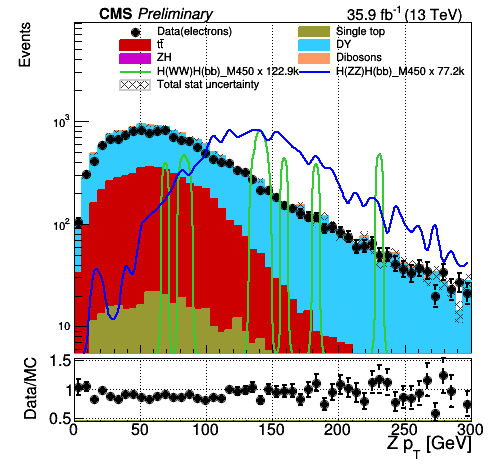 CMS Preliminary 35.9 fb⁻¹ (13 TeV)
Data(electrons) Single top
tt̄ DY
ZH Dibosons
H(WW)H(bb)_M450 x 122.9k H(ZZ)H(bb)_M450 x 77.2k
Total stat uncertainty
Events
10³
10²
10
Data/MC
1.5
1
0.5
0 50 100 150 200 250 300
Z p_T [GeV]